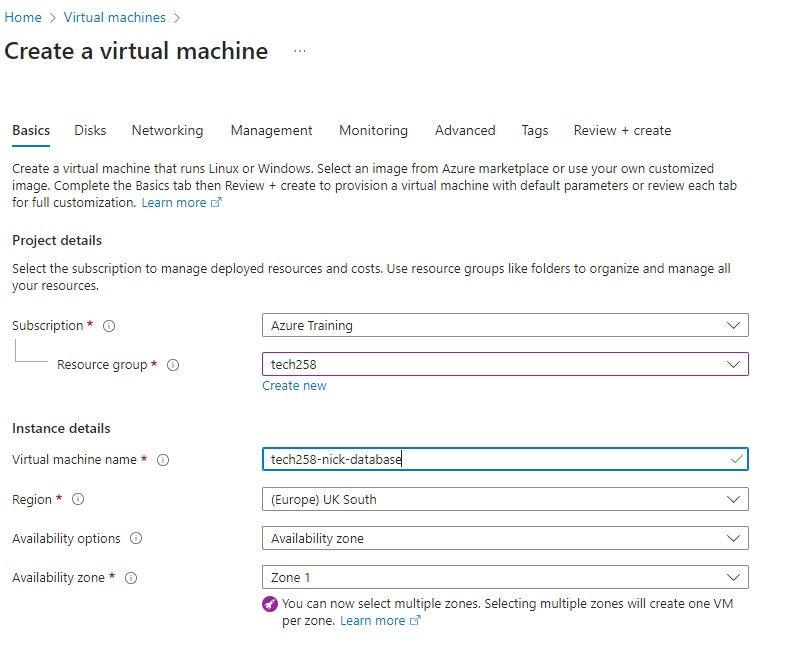 Home > Virtual machines >
Create a virtual machine ...
Basics Disks Networking Management Monitoring Advanced Tags Review + create
Create a virtual machine that runs Linux or Windows. Select an image from Azure marketplace or use your own customized
image. Complete the Basics tab then Review + create to provision a virtual machine with default parameters or review each tab
for full customization. Learn more
Project details
Select the subscription to manage deployed resources and costs. Use resource groups like folders to organize and manage all
your resources.
Subscription * Azure Training
Resource group * tech258
Create new
Instance details
Virtual machine name * tech258-nick-database
Region * (Europe) UK South
Availability options Availability zone
Availability zone * Zone 1
You can now select multiple zones. Selecting multiple zones will create one VM
per zone. Learn more